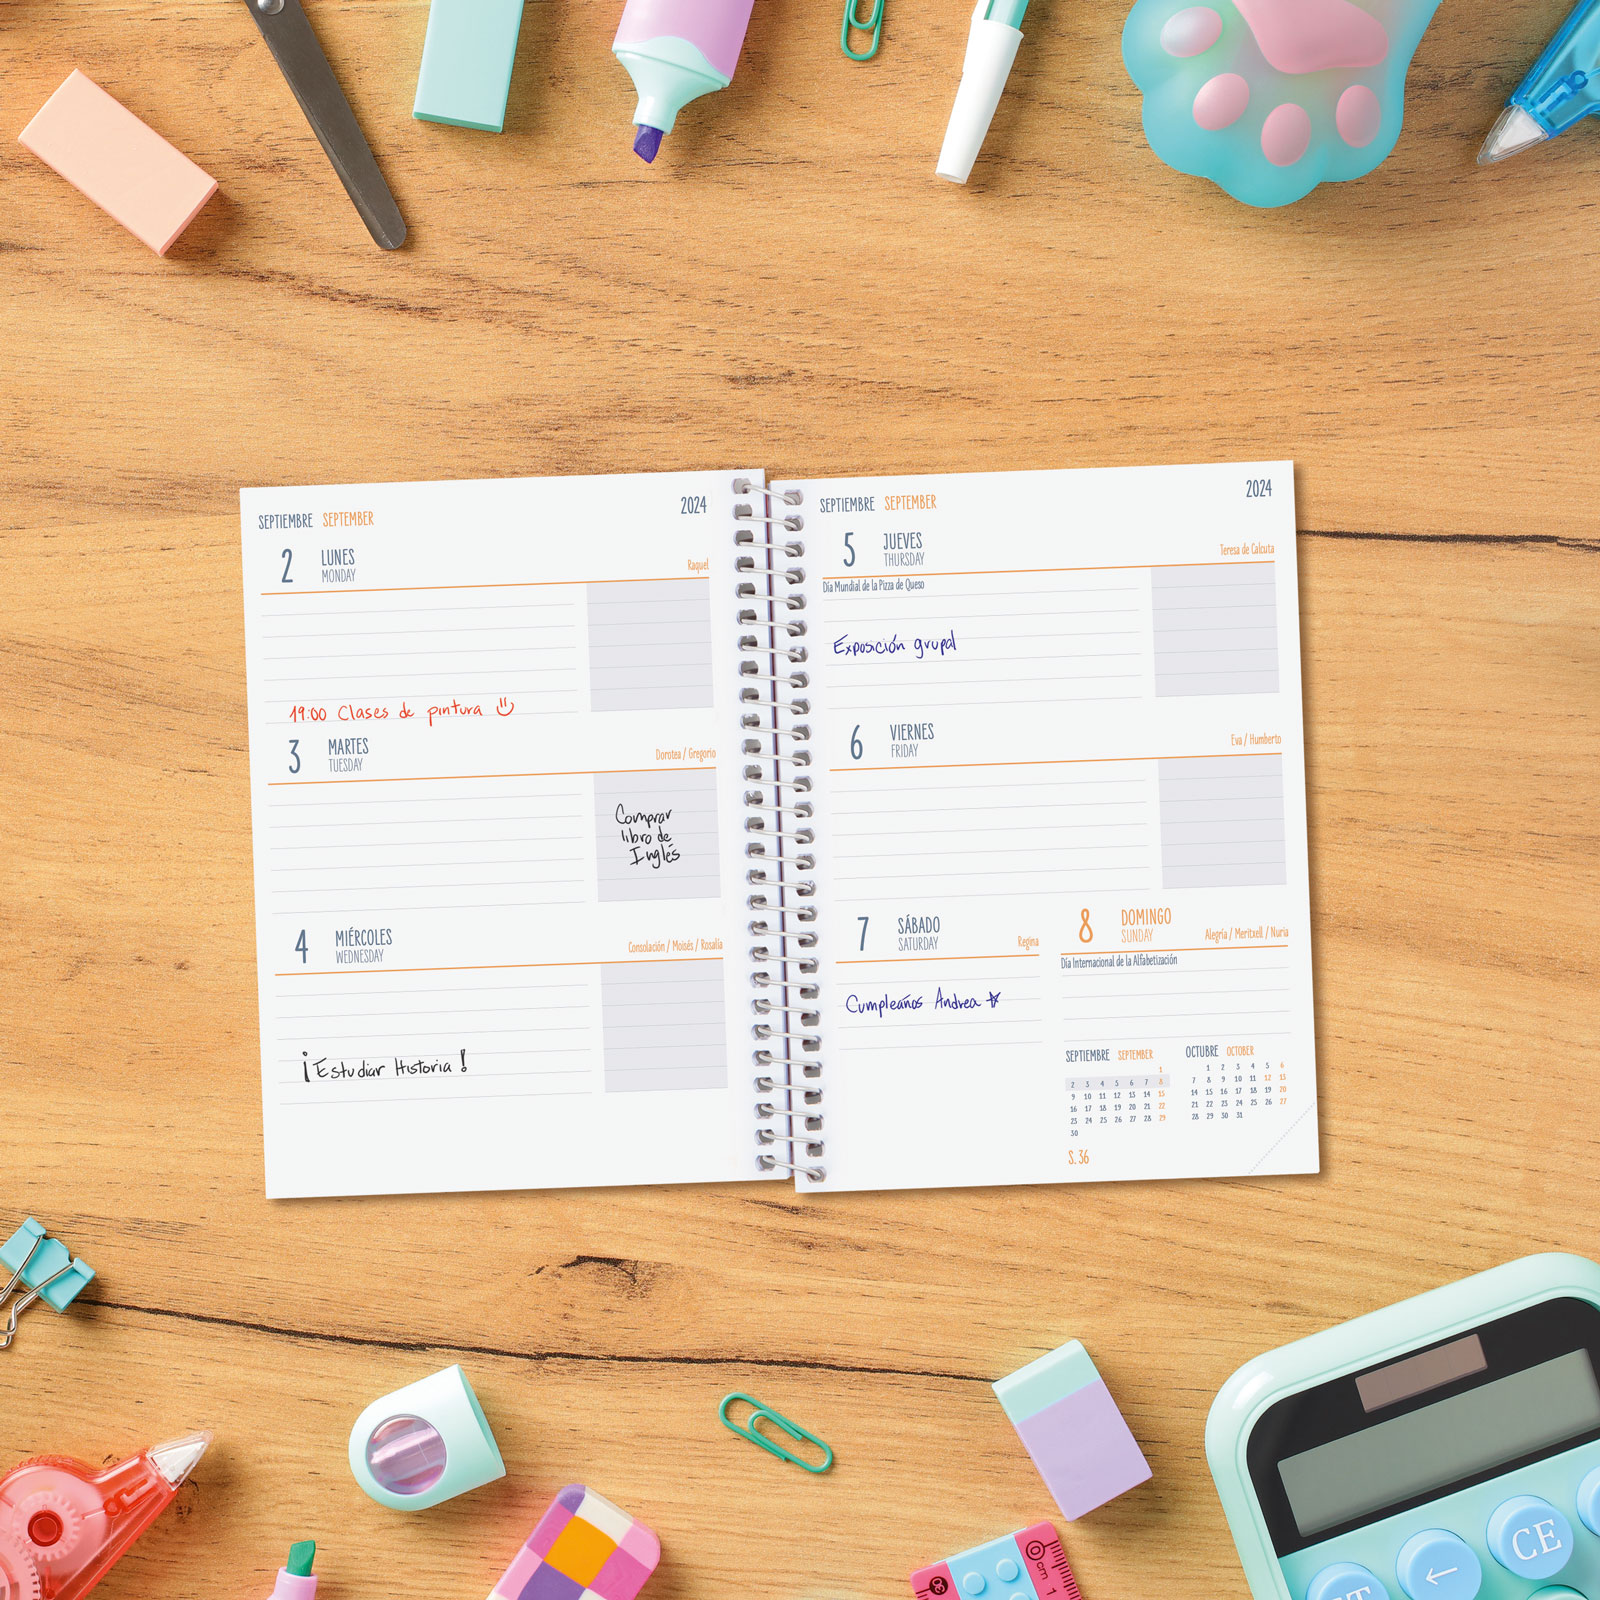 SEPTIEMBRE SEPTEMBER 2024
2 LUNES
MONDAY
Raquel
19:00 Clases de pintura
3 MARTES
TUESDAY
Dorotea / Gregorio
Comprar
libro de
Inglés
4 MIÉRCOLES
WEDNESDAY
Consolación / Moisés / Rosalía
¡Estudiar Historia!
SEPTIEMBRE SEPTEMBER 2024
5 JUEVES
THURSDAY
Teresa de Calcuta
Día Mundial de la Pizza de Queso
Exposición grupal
6 VIERNES
FRIDAY
Eva / Humberto
7 SÁBADO
SATURDAY
Regina
Cumpleaños Andrea
8 DOMINGO
SUNDAY
Alegría / Meritxell / Nuria
Día Internacional de la Alfabetización
SEPTIEMBRE SEPTEMBER
1
2 3 4 5 6 7 8
9 10 11 12 13 14 15
16 17 18 19 20 21 22
23 24 25 26 27 28 29
30
S. 36
OCTUBRE OCTOBER
1 2 3 4 5 6
7 8 9 10 11 12 13
14 15 16 17 18 19 20
21 22 23 24 25 26 27
28 29 30 31
0 cm 1
CE
←